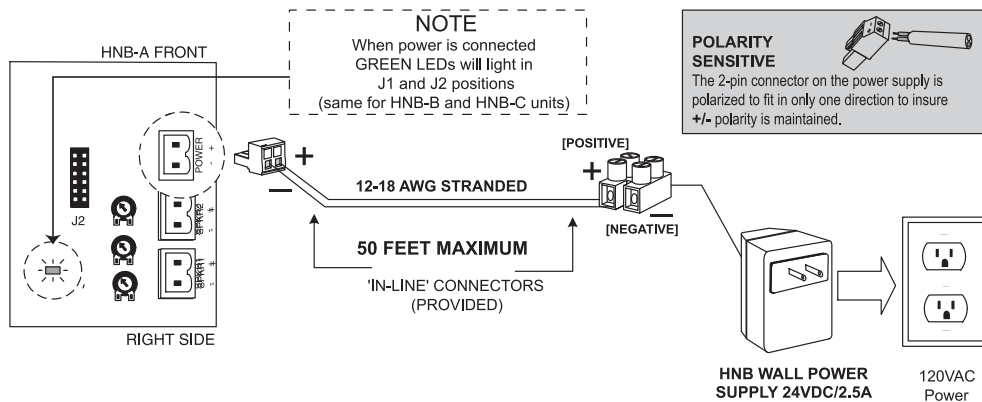 NOTE
When power is connected
GREEN LEDs will light in
J1 and J2 positions
(same for HNB-B and HNB-C units)
POLARITY
SENSITIVE
The 2-pin connector on the power supply is
polarized to fit in only one direction to insure
+/- polarity is maintained.
HNB-A FRONT
POWER
+
-
J2
SPKR2
SPKR1
RIGHT SIDE
+
−
12-18 AWG STRANDED
50 FEET MAXIMUM
'IN-LINE' CONNECTORS
(PROVIDED)
[POSITIVE]
+
−
[NEGATIVE]
HNB WALL POWER
SUPPLY 24VDC/2.5A
120VAC
Power